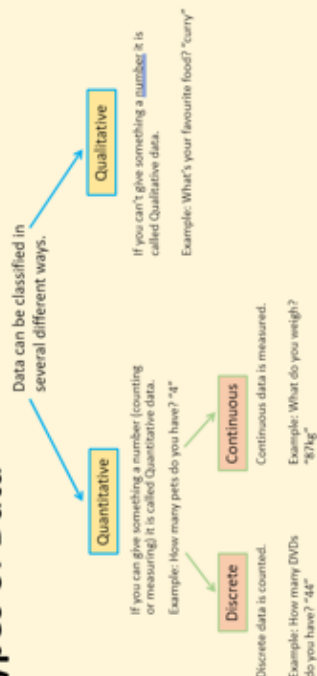 of Data
Data can be classified in
several different ways.
Quantitative
If you can give something a number (counting
or measuring) it is called Quantitative data.
Example: How many pets do you have? "4"
Qualitative
If you can't give something a number it is
called Qualitative data.
Example: What's your favourite food? "curry"
Discrete
Discrete data is counted.
Example: How many DVDs
do you have? "44"
Continuous
Continuous data is measured.
Example: What do you weigh?
"87kg"